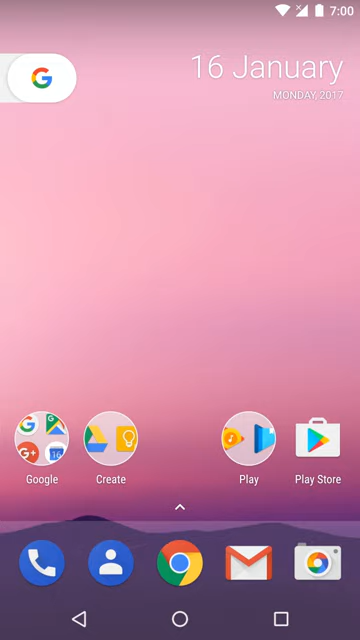 7:00
G
16 January
MONDAY, 2017
Google
Create
Play
Play Store